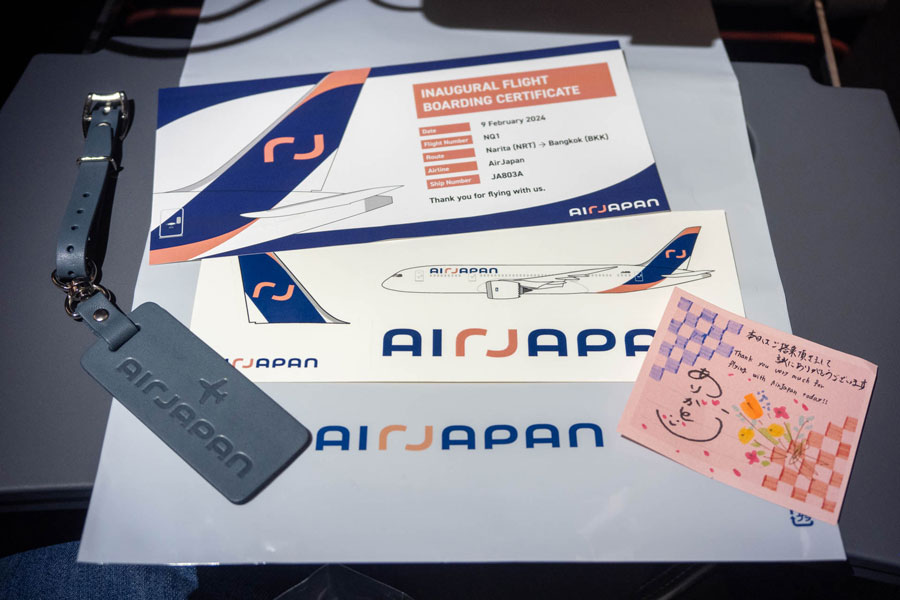 INAUGURAL FLIGHT
BOARDING CERTIFICATE
Date 9 February 2024
Flight Number NQ1
Route Narita (NRT) → Bangkok (BKK)
Airline AirJapan
Ship Number JA803A
Thank you for flying with us.
AIRJAPAN
AIRJAPAN
AIRJAPAN
AIRJAPA
AIRJAPAN
AIRJAPAN
本日はご搭乗頂きまして
誠にありがとうございます
Thank you very much for
flying with AirJapan today!!
ありがとう